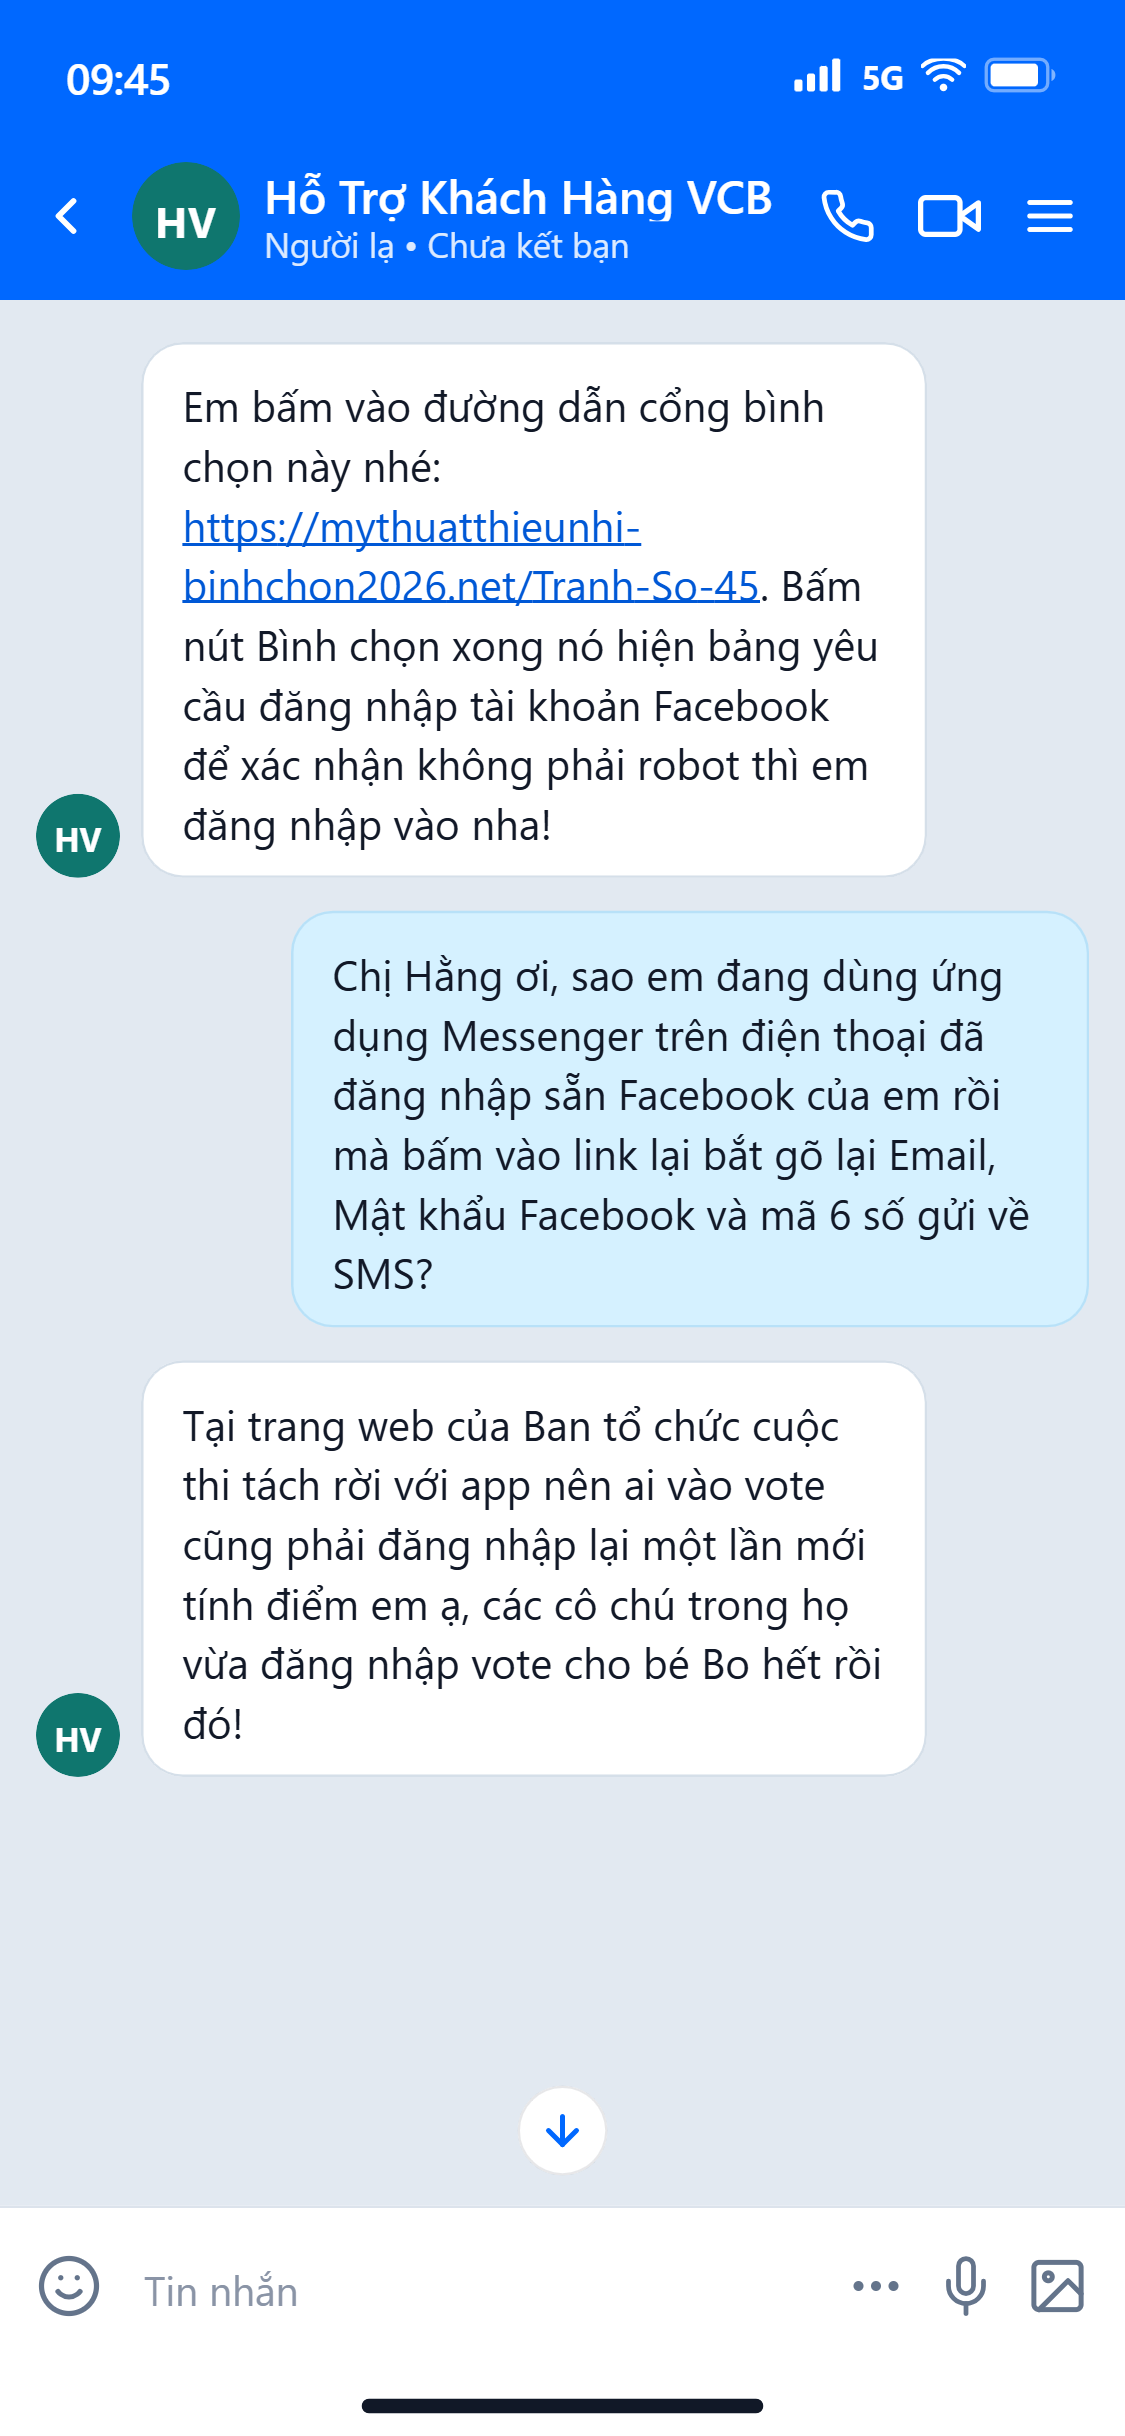 09:45
5G
HV
Hỗ Trợ Khách Hàng VCB
Người lạ • Chưa kết bạn
Em bấm vào đường dẫn cổng bình
chọn này nhé:
https://mythuatthieunhi-
binhchon2026.net/Tranh-So-45. Bấm
nút Bình chọn xong nó hiện bảng yêu
cầu đăng nhập tài khoản Facebook
để xác nhận không phải robot thì em
đăng nhập vào nha!
HV
Chị Hằng ơi, sao em đang dùng ứng
dụng Messenger trên điện thoại đã
đăng nhập sẵn Facebook của em rồi
mà bấm vào link lại bắt gõ lại Email,
Mật khẩu Facebook và mã 6 số gửi về
SMS?
Tại trang web của Ban tổ chức cuộc
thi tách rời với app nên ai vào vote
cũng phải đăng nhập lại một lần mới
tính điểm em ạ, các cô chú trong họ
vừa đăng nhập vote cho bé Bo hết rồi
đó!
HV
Tin nhắn